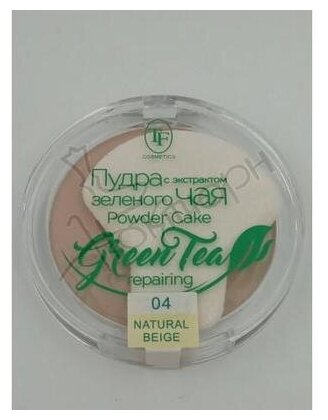 TF
COSMETICS
Пудра с экстрактом
зеленого чая
Powder Cake
Green Tea
repairing
04
NATURAL
BEIGE